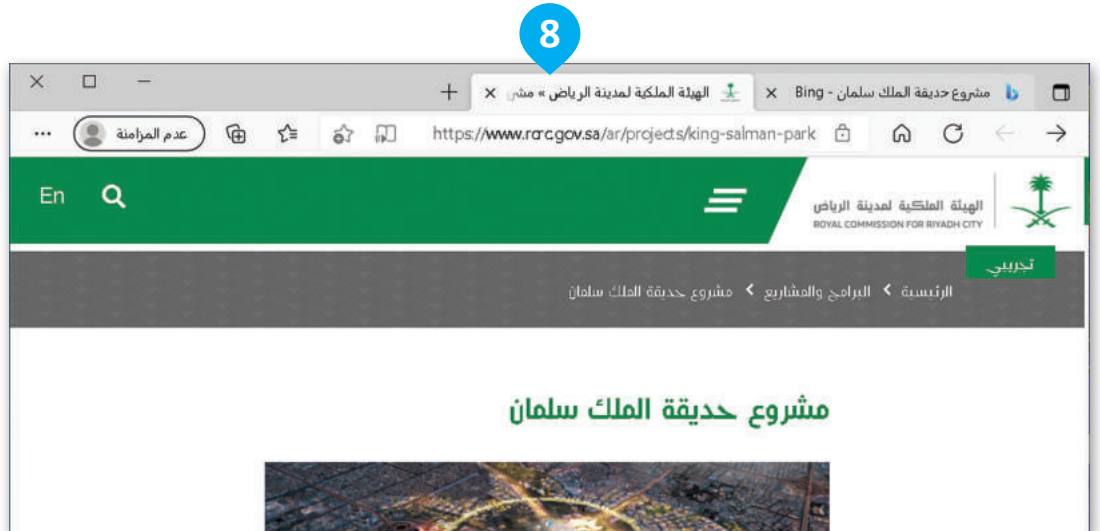 8
مشروع حديقة الملك سلمان - Bing
الهيئة الملكية لمدينة الرياض » مشر
https://www.rcrc.gov.sa/ar/projects/king-salman-park
عدم المزامنة
الهيئة الملكية لمدينة الرياض
ROYAL COMMISSION FOR RIYADH CITY
En
تجريبي
الرئيسية > البرامج والمشاريع > مشروع حديقة الملك سلمان
مشروع حديقة الملك سلمان